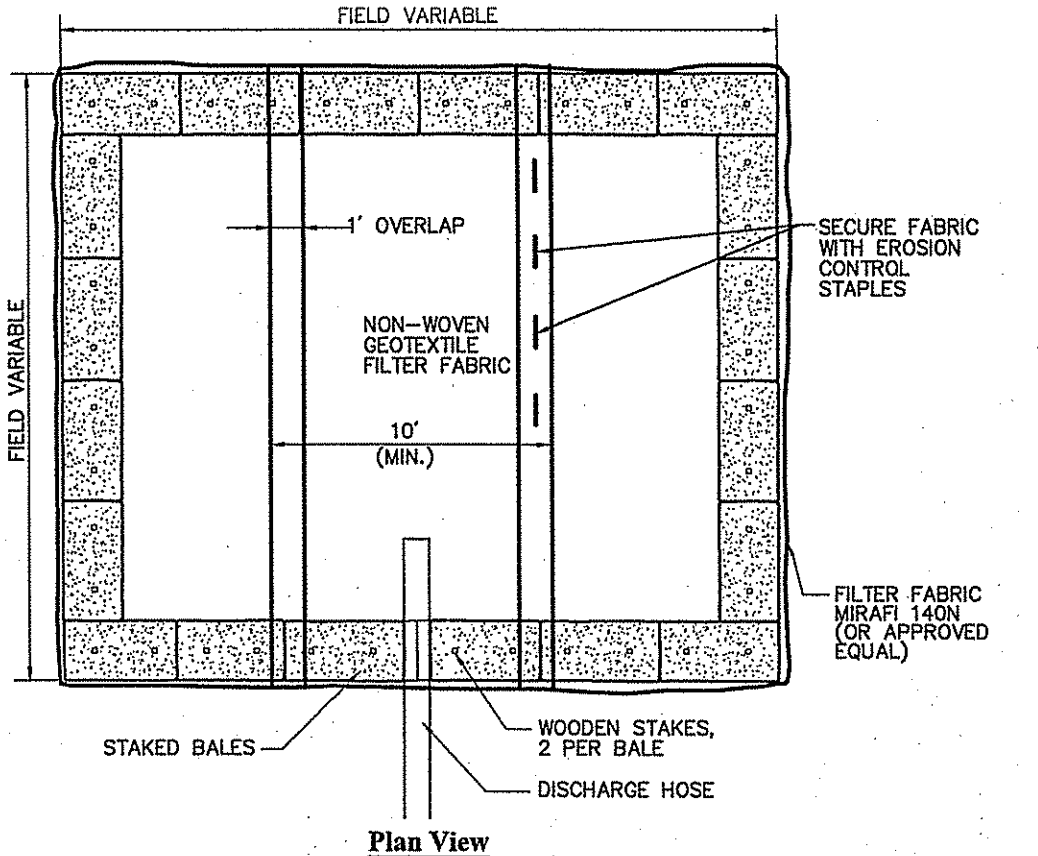 FIELD VARIABLE
1' OVERLAP
SECURE FABRIC
WITH EROSION
CONTROL
STAPLES
FIELD VARIABLE
NON-WOVEN
GEOTEXTILE
FILTER FABRIC
10'
(MIN.)
FILTER FABRIC
MIRAFI 140N
(OR APPROVED
EQUAL)
STAKED BALES
WOODEN STAKES,
2 PER BALE
DISCHARGE HOSE
Plan View